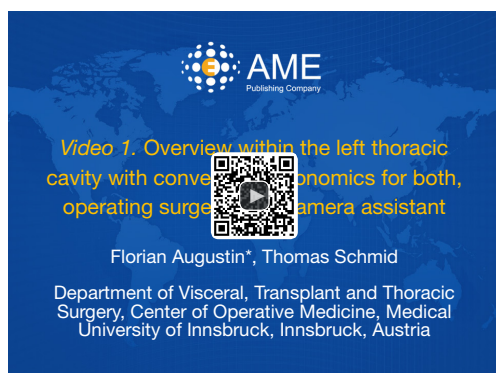 E AME
Publishing Company
Video 1. Overview within the left thoracic
cavity with conve onomics for both,
operating surge amera assistant
Florian Augustin*, Thomas Schmid
Department of Visceral, Transplant and Thoracic
Surgery, Center of Operative Medicine, Medical
University of Innsbruck, Innsbruck, Austria